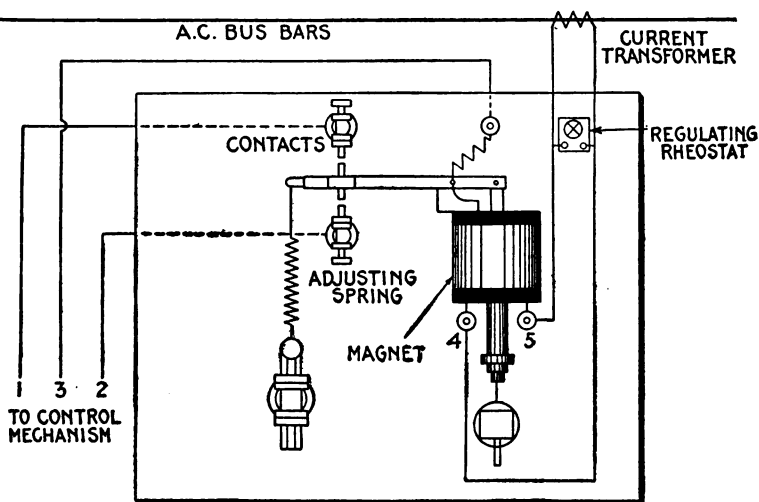 A.C. BUS BARS
CURRENT
TRANSFORMER
CONTACTS
REGULATING
RHEOSTAT
ADJUSTING
SPRING
MAGNET
4
5
1 3 2
TO CONTROL
MECHANISM